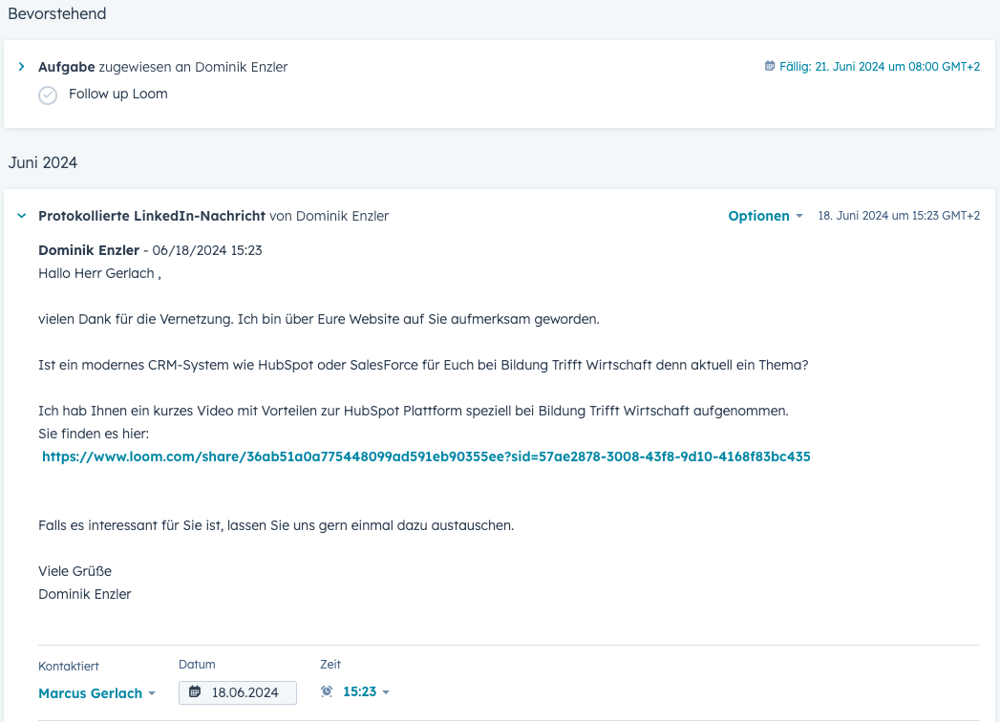 Bevorstehend
Aufgabe zugewiesen an Dominik Enzler
Fällig: 21. Juni 2024 um 08:00 GMT+2
Follow up Loom
Juni 2024
Protokollierte LinkedIn-Nachricht von Dominik Enzler
Optionen
18. Juni 2024 um 15:23 GMT+2
Dominik Enzler - 06/18/2024 15:23
Hallo Herr Gerlach ,
vielen Dank für die Vernetzung. Ich bin über Eure Website auf Sie aufmerksam geworden.
Ist ein modernes CRM-System wie HubSpot oder SalesForce für Euch bei Bildung Trifft Wirtschaft denn aktuell ein Thema?
Ich hab Ihnen ein kurzes Video mit Vorteilen zur HubSpot Plattform speziell bei Bildung Trifft Wirtschaft aufgenommen.
Sie finden es hier:
https://www.loom.com/share/36ab51a0a775448099ad591eb90355ee?sid=57ae2878-3008-43f8-9d10-4168f83bc435
Falls es interessant für Sie ist, lassen Sie uns gern einmal dazu austauschen.
Viele Grüße
Dominik Enzler
Kontaktiert
Datum
Zeit
Marcus Gerlach
18.06.2024
15:23